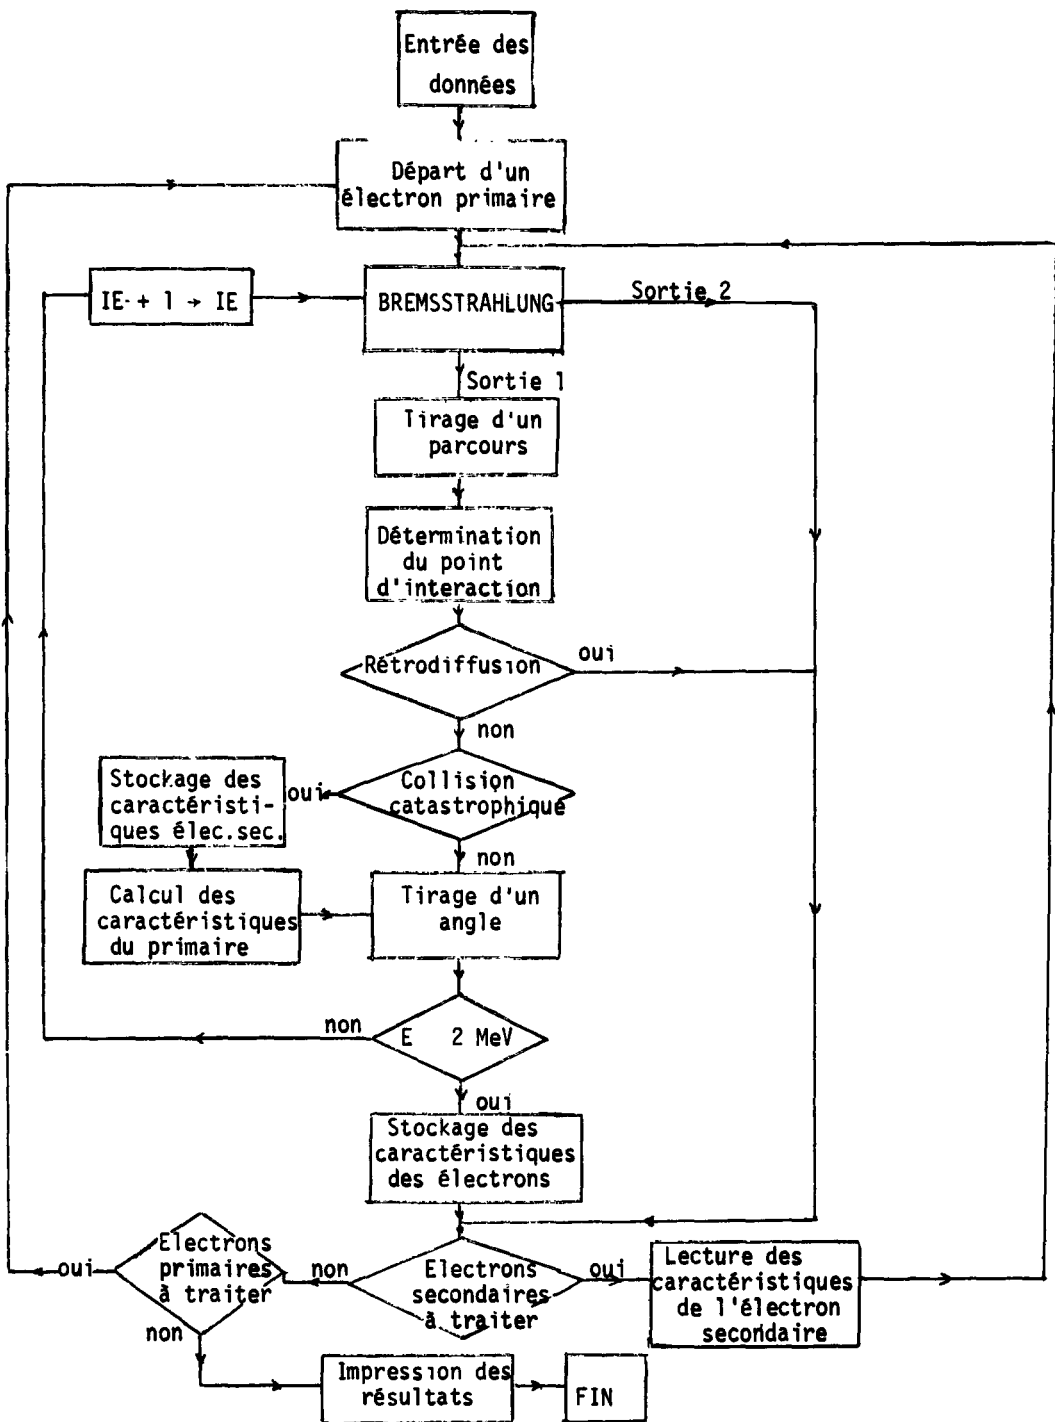 Entrée des
données
Départ d'un
électron primaire
IE + 1 → IE
BREMSSTRAHLUNG
Sortie 2
Sortie 1
Tirage d'un
parcours
Détermination
du point
d'interaction
Rétrodiffusion
oui
non
Collision
catastrophique
oui
Stockage des
caractéristi-
ques élec.sec.
non
Calcul des
caractéristiques
du primaire
Tirage d'un
angle
non
E 2 MeV
oui
Stockage des
caractéristiques
des électrons
Electrons
primaires
à traiter
oui
non
non
Electrons
secondaires
à traiter
oui
Lecture des
caractéristiques
de l'électron
secondaire
Impression des
résultats
FIN